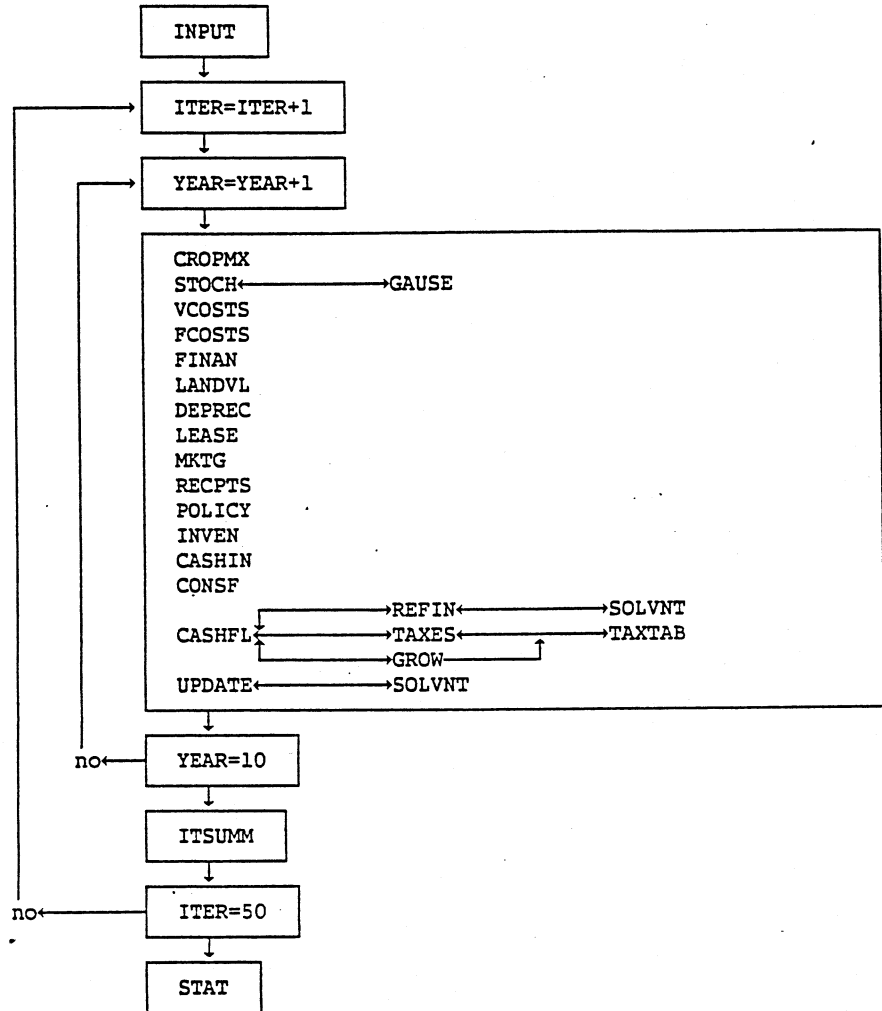 INPUT
ITER=ITER+1
YEAR=YEAR+1
CROPMX
STOCH GAUSE
VCOSTS
FCOSTS
FINAN
LANDVL
DEPREC
LEASE
MKTG
RECPTS
POLICY
INVEN
CASHIN
CONSF
REFIN SOLVNT
CASHFL TAXES TAXTAB
GROW
UPDATE SOLVNT
no YEAR=10
ITSUMM
no ITER=50
STAT